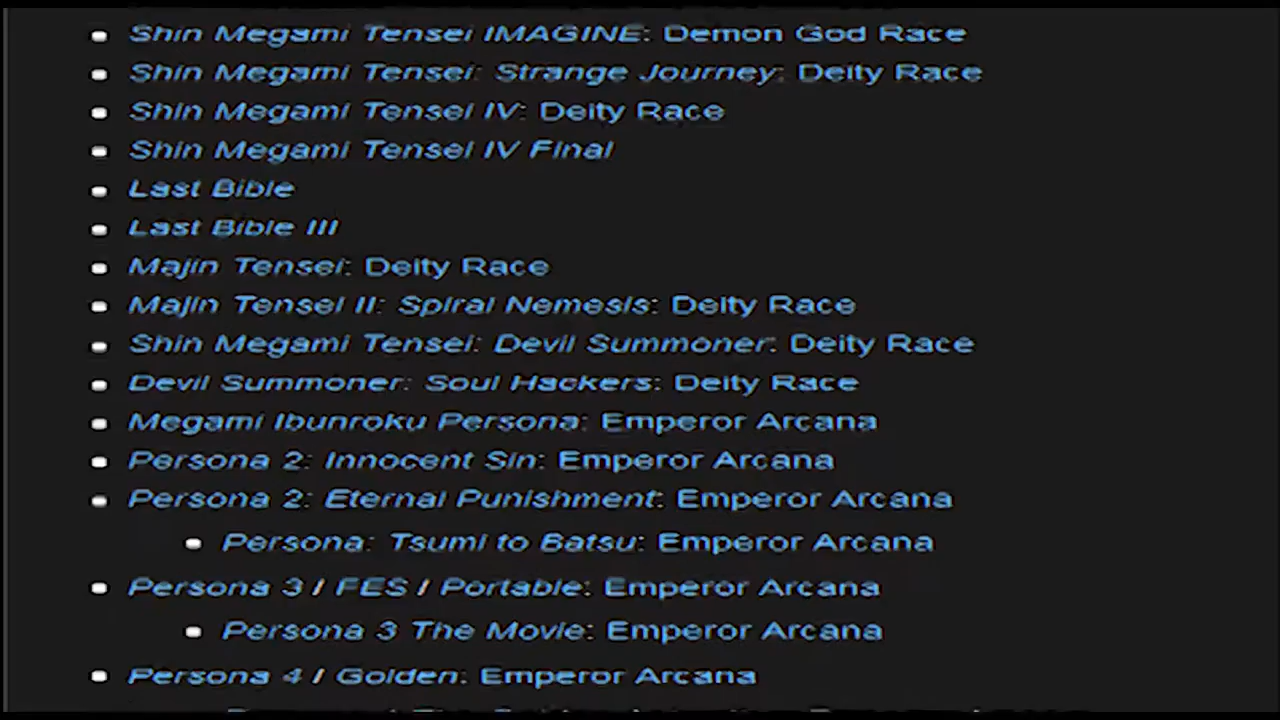 Shin Megami Tensei IMAGINE: Demon God Race
Shin Megami Tensei: Strange Journey: Deity Race
Shin Megami Tensei IV: Deity Race
Shin Megami Tensei IV Final
Last Bible
Last Bible III
Majin Tensei: Deity Race
Majin Tensei II: Spiral Nemesis: Deity Race
Shin Megami Tensei: Devil Summoner: Deity Race
Devil Summoner: Soul Hackers: Deity Race
Megami Ibunroku Persona: Emperor Arcana
Persona 2: Innocent Sin: Emperor Arcana
Persona 2: Eternal Punishment: Emperor Arcana
Persona: Tsumi to Batsu: Emperor Arcana
Persona 3 / FES / Portable: Emperor Arcana
Persona 3 The Movie: Emperor Arcana
Persona 4 / Golden: Emperor Arcana